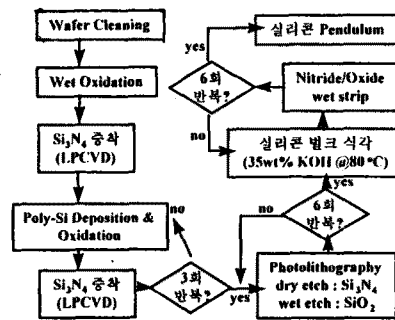 Wafer Cleaning
Wet Oxidation
Si₃N₄ 증착
(LPCVD)
Poly-Si Deposition &
Oxidation
Si₃N₄ 증착
(LPCVD)
no
3회
반복?
yes
Photolithography
dry etch : Si₃N₄
wet etch : SiO₂
6회
반복?
no
yes
실리콘 벌크 식각
(35wt% KOH @80°C)
Nitride/Oxide
wet strip
6회
반복?
no
yes
실리콘 Pendulum